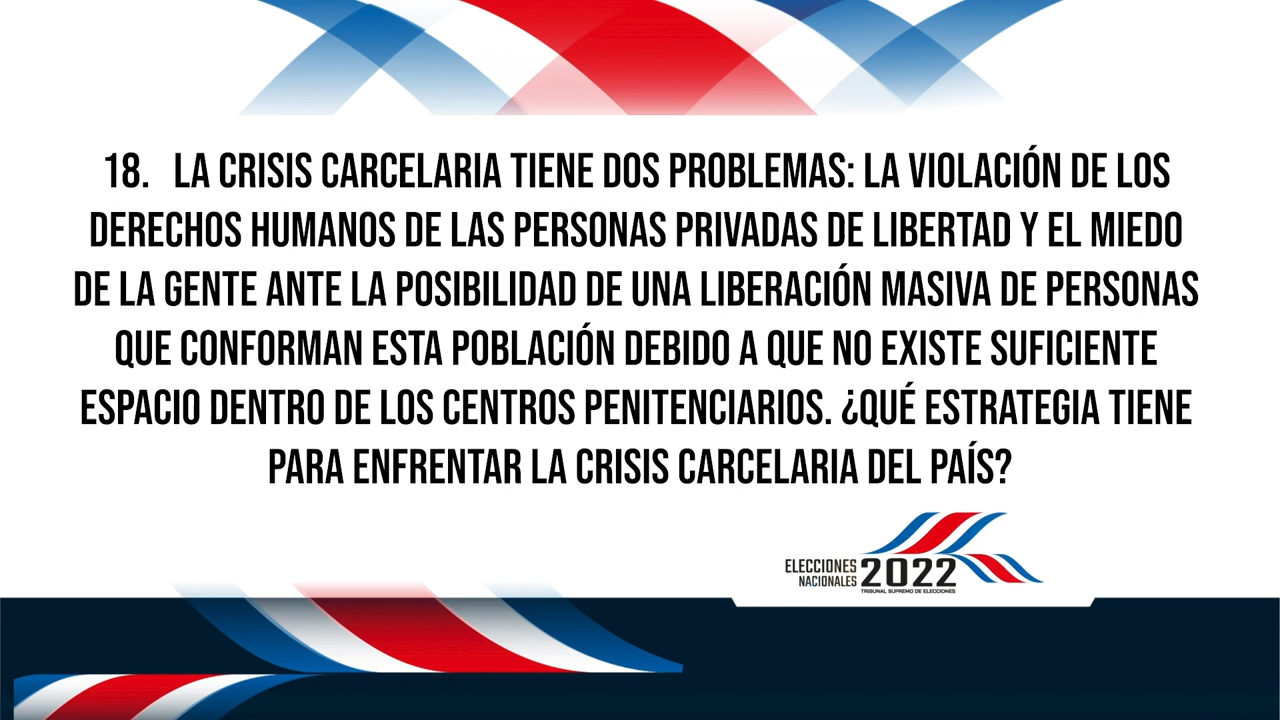 18. LA CRISIS CARCELARIA TIENE DOS PROBLEMAS: LA VIOLACIÓN DE LOS
DERECHOS HUMANOS DE LAS PERSONAS PRIVADAS DE LIBERTAD Y EL MIEDO
DE LA GENTE ANTE LA POSIBILIDAD DE UNA LIBERACIÓN MASIVA DE PERSONAS
QUE CONFORMAN ESTA POBLACIÓN DEBIDO A QUE NO EXISTE SUFICIENTE
ESPACIO DENTRO DE LOS CENTROS PENITENCIARIOS. ¿QUÉ ESTRATEGIA TIENE
PARA ENFRENTAR LA CRISIS CARCELARIA DEL PAÍS?
ELECCIONES
NACIONALES
2022
TRIBUNAL SUPREMO DE ELECCIONES